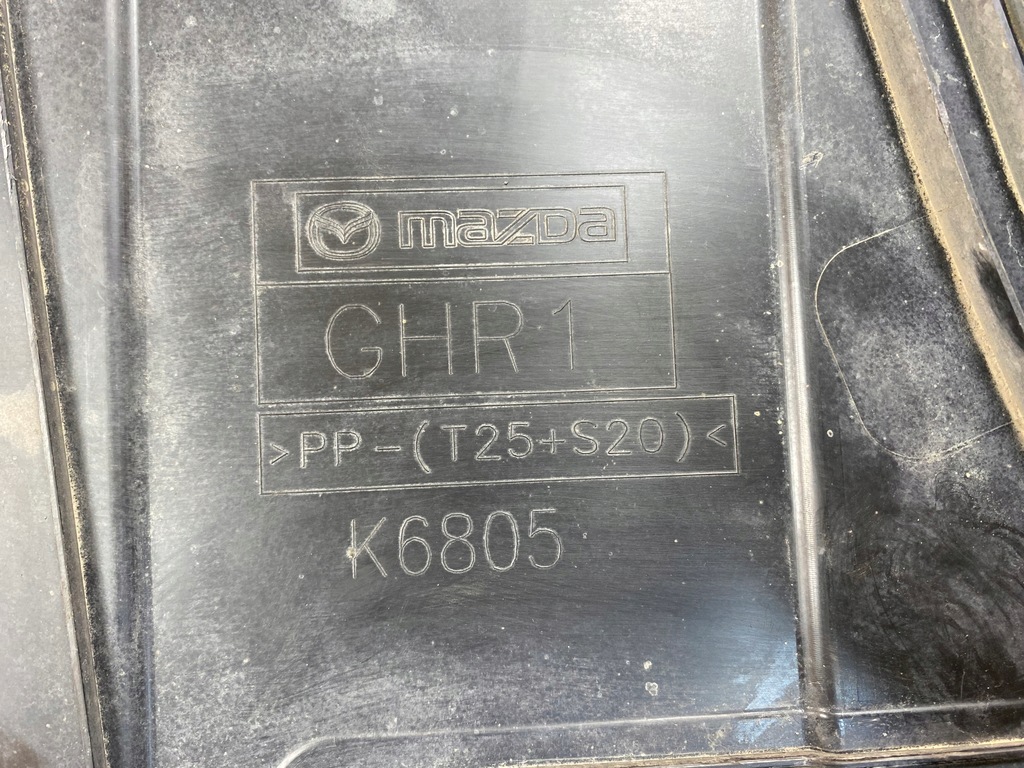 mazda
GHR1
>PP-(T25+S20)<
K6805